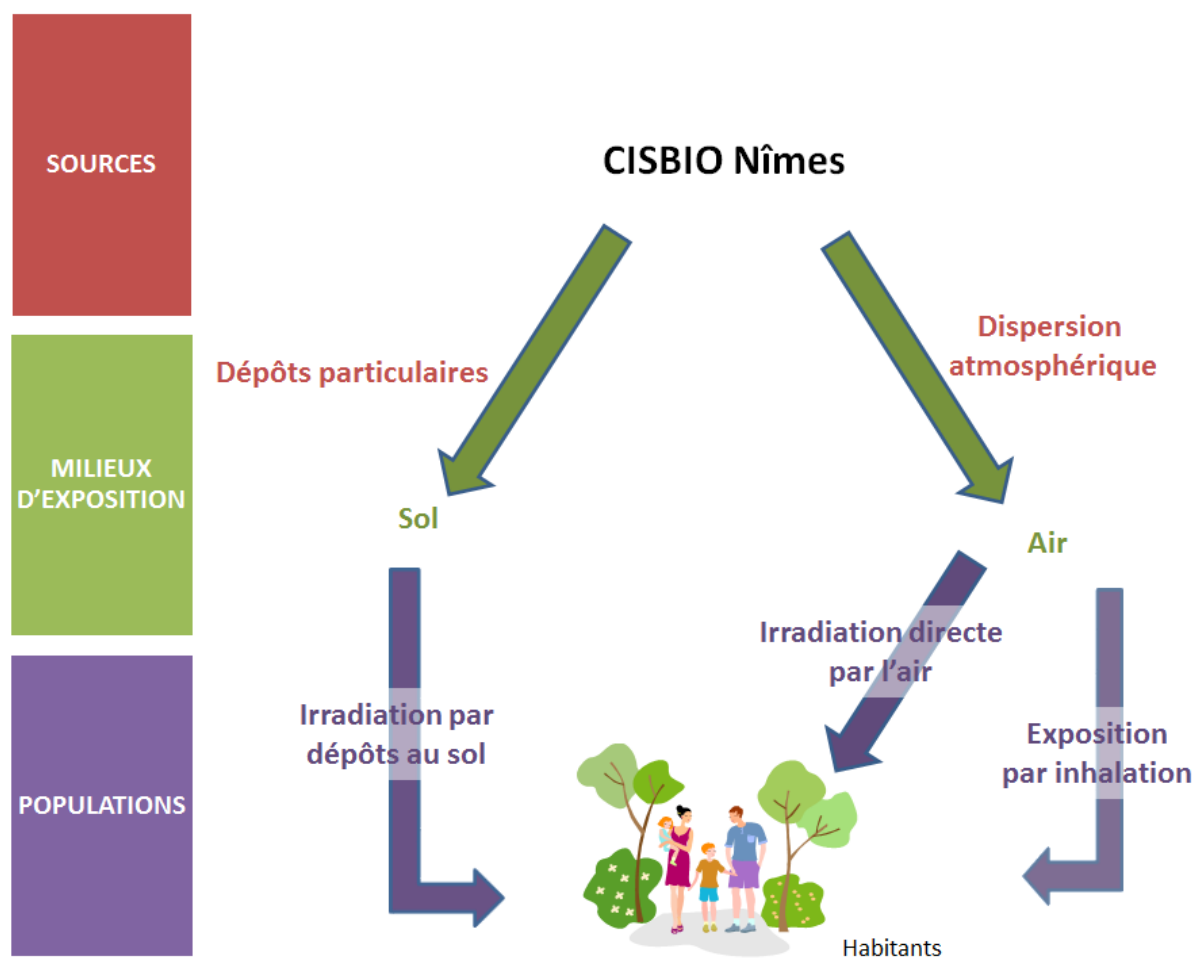 SOURCES
CISBIO Nîmes
Dispersion
atmosphérique
Dépôts particulaires
MILIEUX
D'EXPOSITION
Sol
Air
Irradiation directe
par l'air
Irradiation par
dépôts au sol
Exposition
par inhalation
POPULATIONS
Habitants